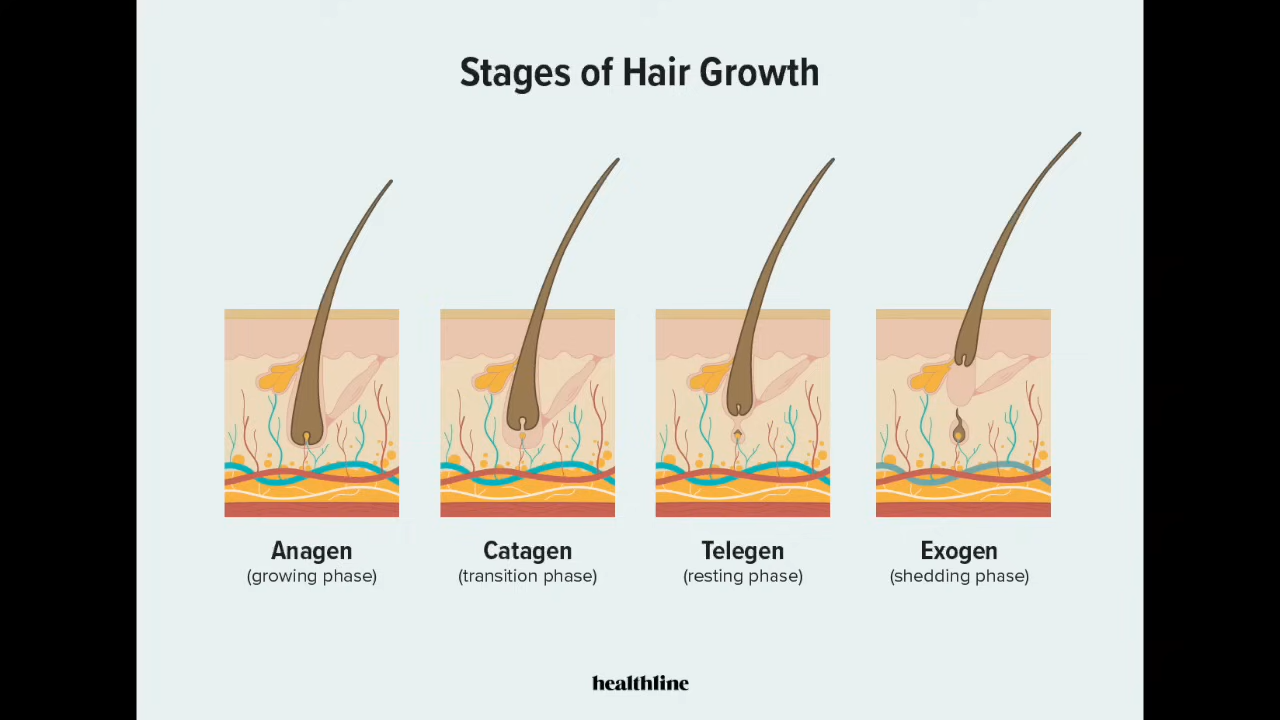 Stages of Hair Growth
Anagen
(growing phase)
Catagen
(transition phase)
Telegen
(resting phase)
Exogen
(shedding phase)
healthline